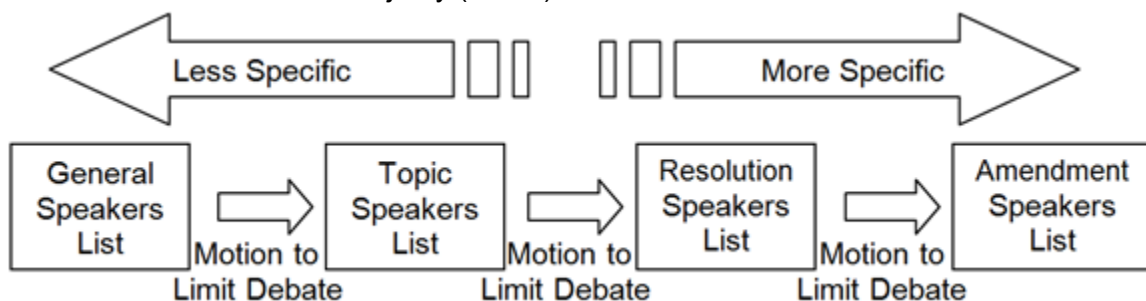 jority (
Less Specific
More Specific
General
Speakers
List
Motion to
Limit Debate
Topic
Speakers
List
Motion to
Limit Debate
Resolution
Speakers
List
Motion to
Limit Debate
Amendment
Speakers
List